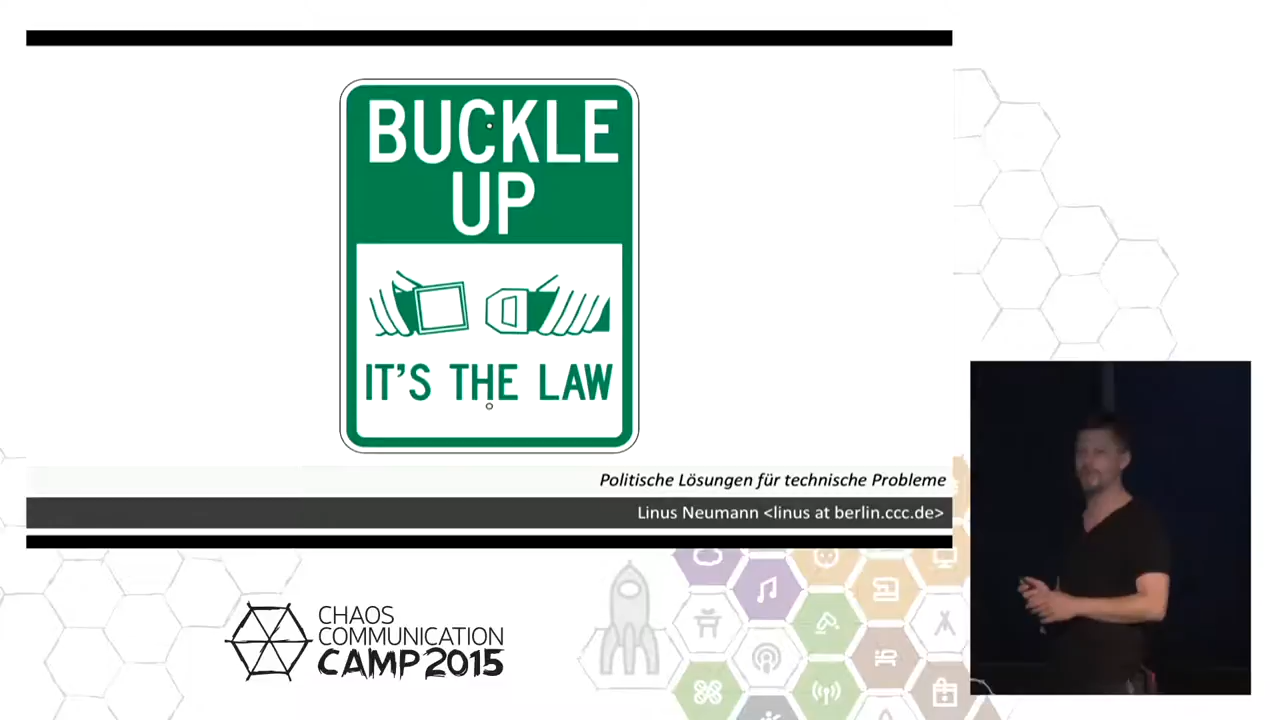 BUCKLE
UP
IT'S THE LAW
Politische Lösungen für technische Probleme
Linus Neumann <linus at berlin.ccc.de>
CHAOS
COMMUNICATION
CAMP 2015